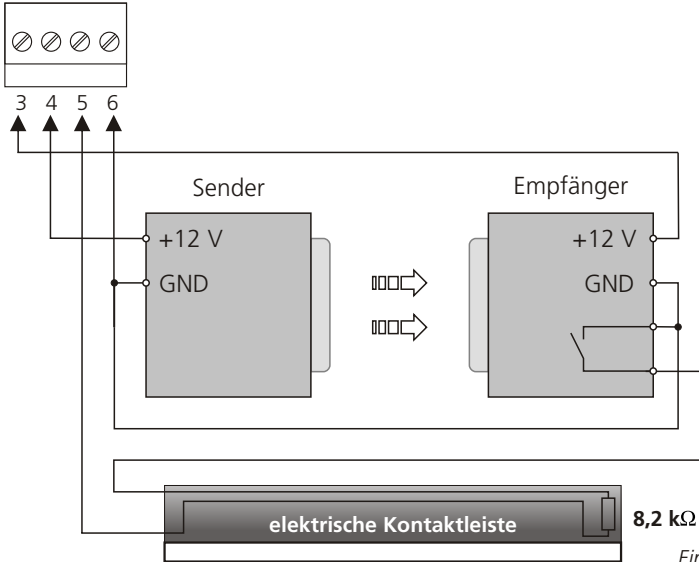 3 4 5 6
Sender
Empfänger
+12 V
GND
+12 V
GND
elektrische Kontaktleiste
8,2 kΩ